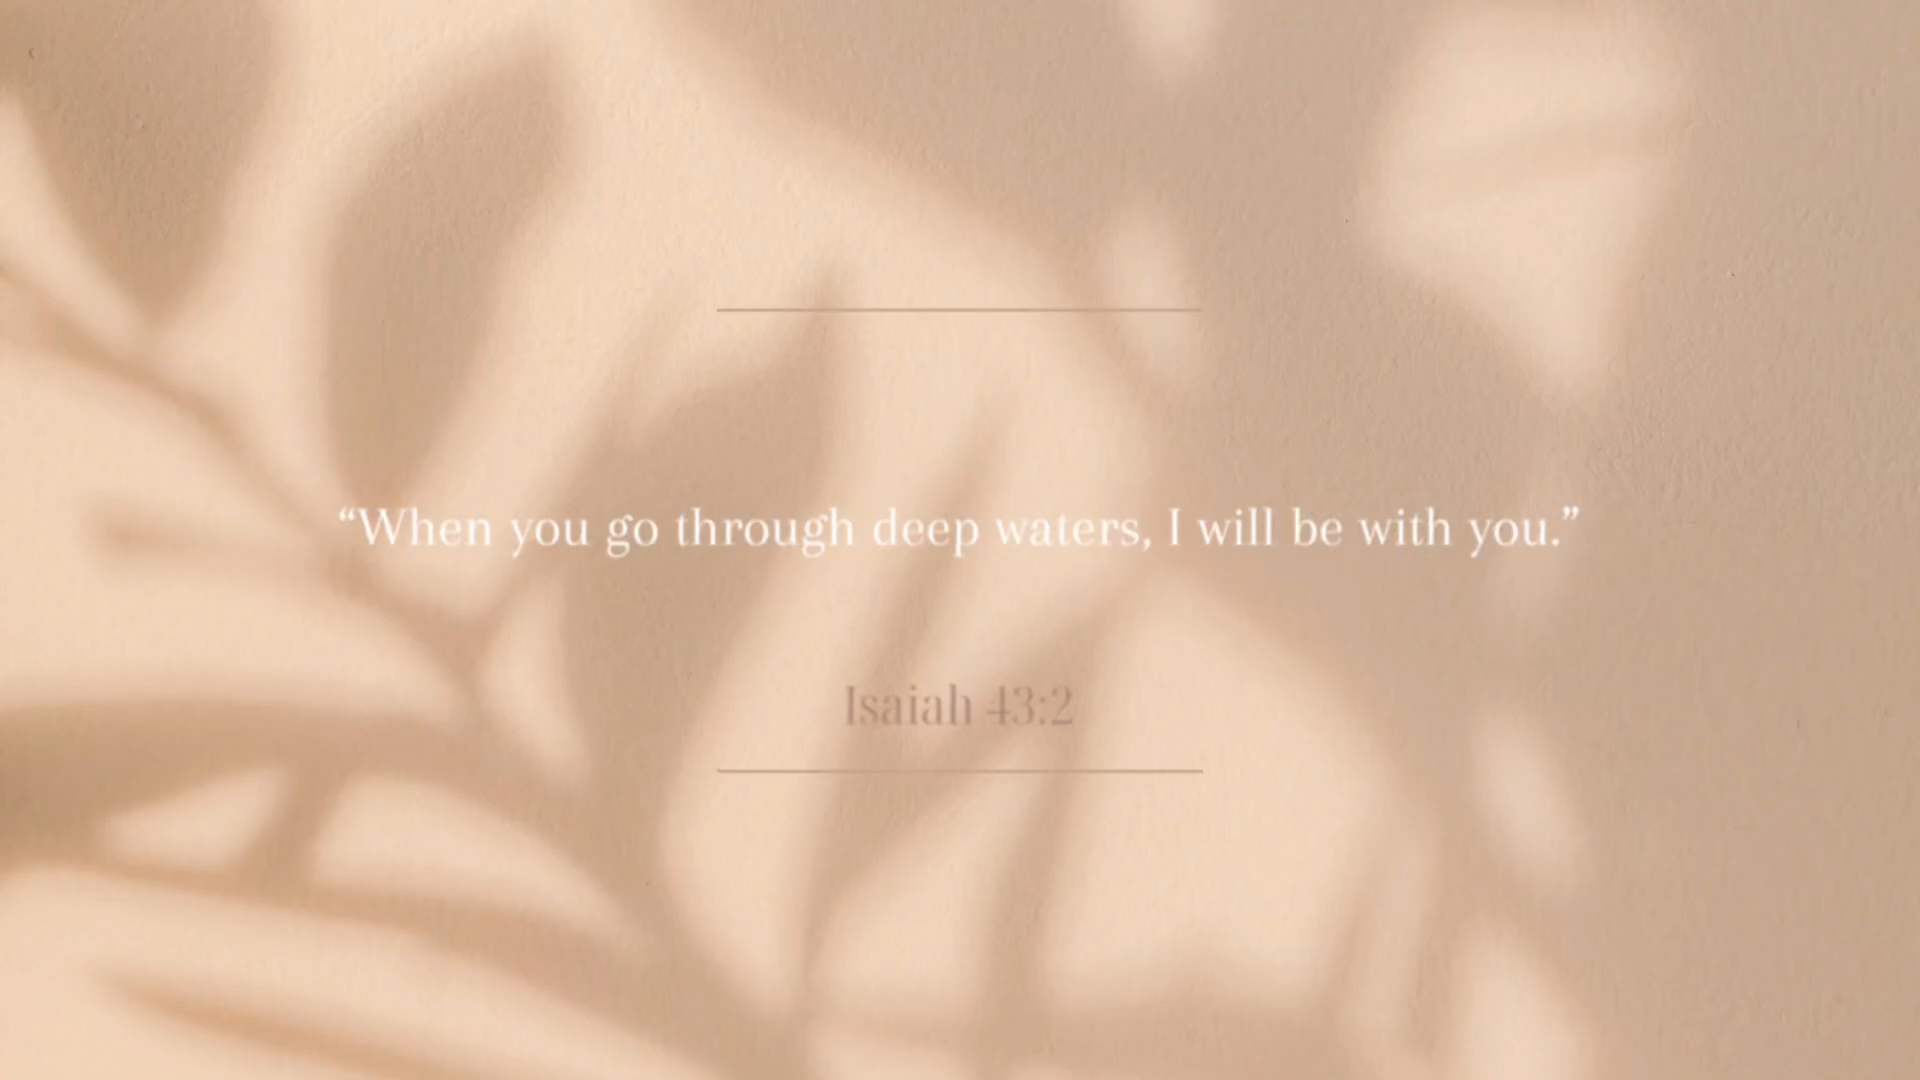 “When you go through deep waters, I will be with you.”
Isaiah 43:2